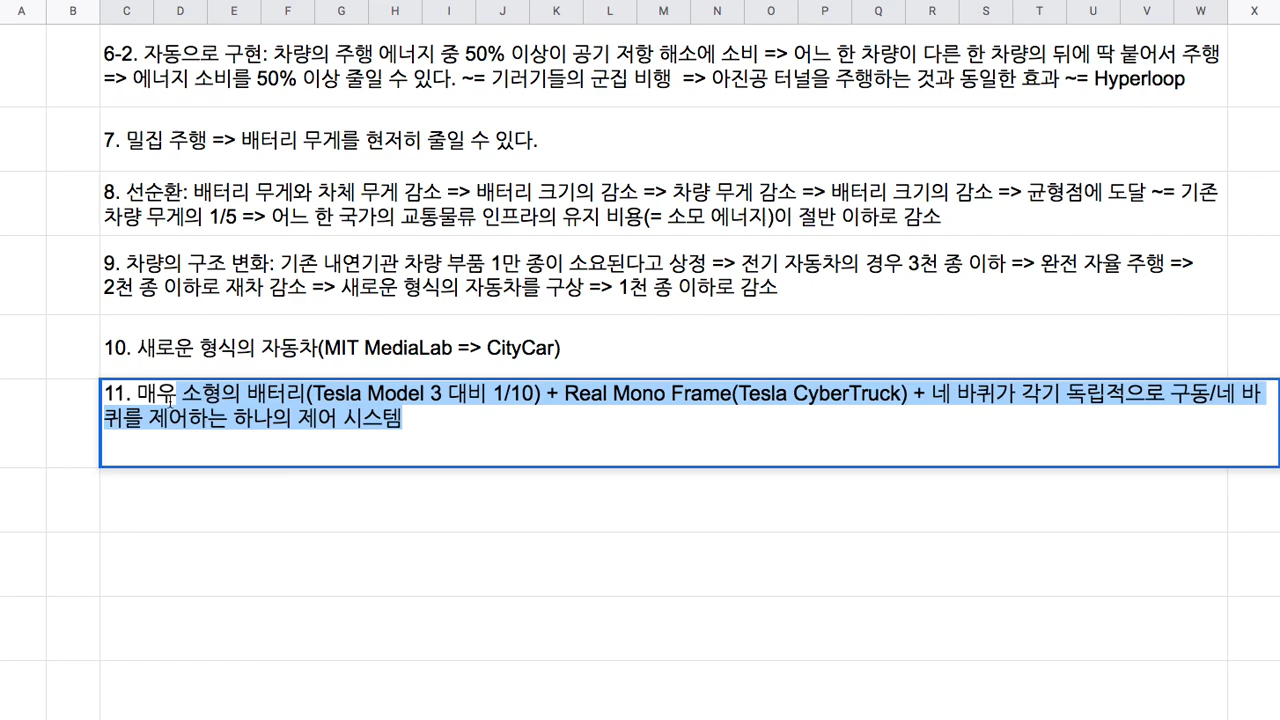 A B C D E F G H I J K L M N O P Q R S T U V W X
6-2. 자동으로 구현: 차량의 주행 에너지 중 50% 이상이 공기 저항 해소에 소비 => 어느 한 차량이 다른 한 차량의 뒤에 딱 붙어서 주행
=> 에너지 소비를 50% 이상 줄일 수 있다. ~= 기러기들의 군집 비행 => 아진공 터널을 주행하는 것과 동일한 효과 ~= Hyperloop
7. 밀집 주행 => 배터리 무게를 현저히 줄일 수 있다.
8. 선순환: 배터리 무게와 차체 무게 감소 => 배터리 크기의 감소 => 차량 무게 감소 => 배터리 크기의 감소 => 균형점에 도달 ~= 기존
차량 무게의 1/5 => 어느 한 국가의 교통물류 인프라의 유지 비용(= 소모 에너지)이 절반 이하로 감소
9. 차량의 구조 변화: 기존 내연기관 차량 부품 1만 종이 소요된다고 상정 => 전기 자동차의 경우 3천 종 이하 => 완전 자율 주행 =>
2천 종 이하로 재차 감소 => 새로운 형식의 자동차를 구상 => 1천 종 이하로 감소
10. 새로운 형식의 자동차(MIT MediaLab => CityCar)
11. 매우 소형의 배터리(Tesla Model 3 대비 1/10) + Real Mono Frame(Tesla CyberTruck) + 네 바퀴가 각기 독립적으로 구동/네 바
퀴를 제어하는 하나의 제어 시스템